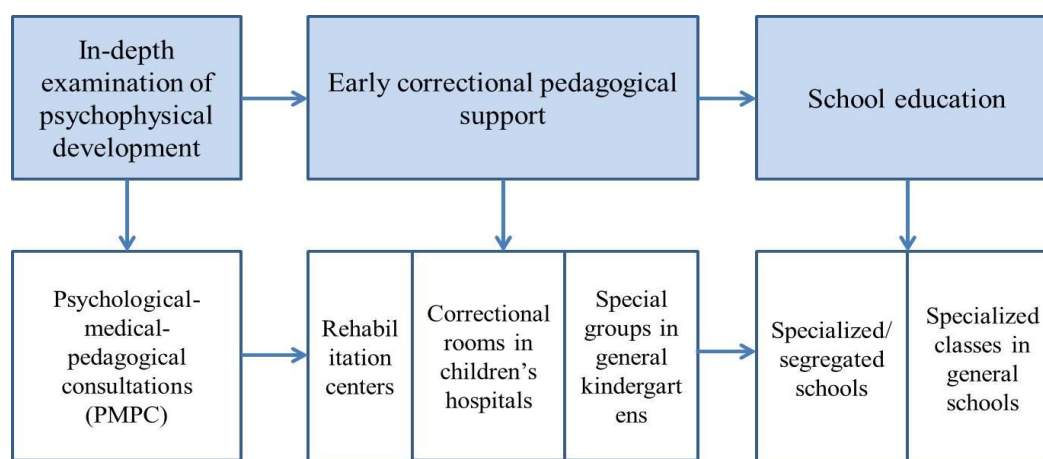 In-depth
examination of
psychophysical
development
Early correctional pedagogical
support
School education
Psychological-
medical-
pedagogical
consultations
(PMPC)
Rehabil
itation
centers
Correctional
rooms in
children's
hospitals
Special
groups in
general
kindergart
ens
Specialized/
segregated
schools
Specialized
classes in
general
schools